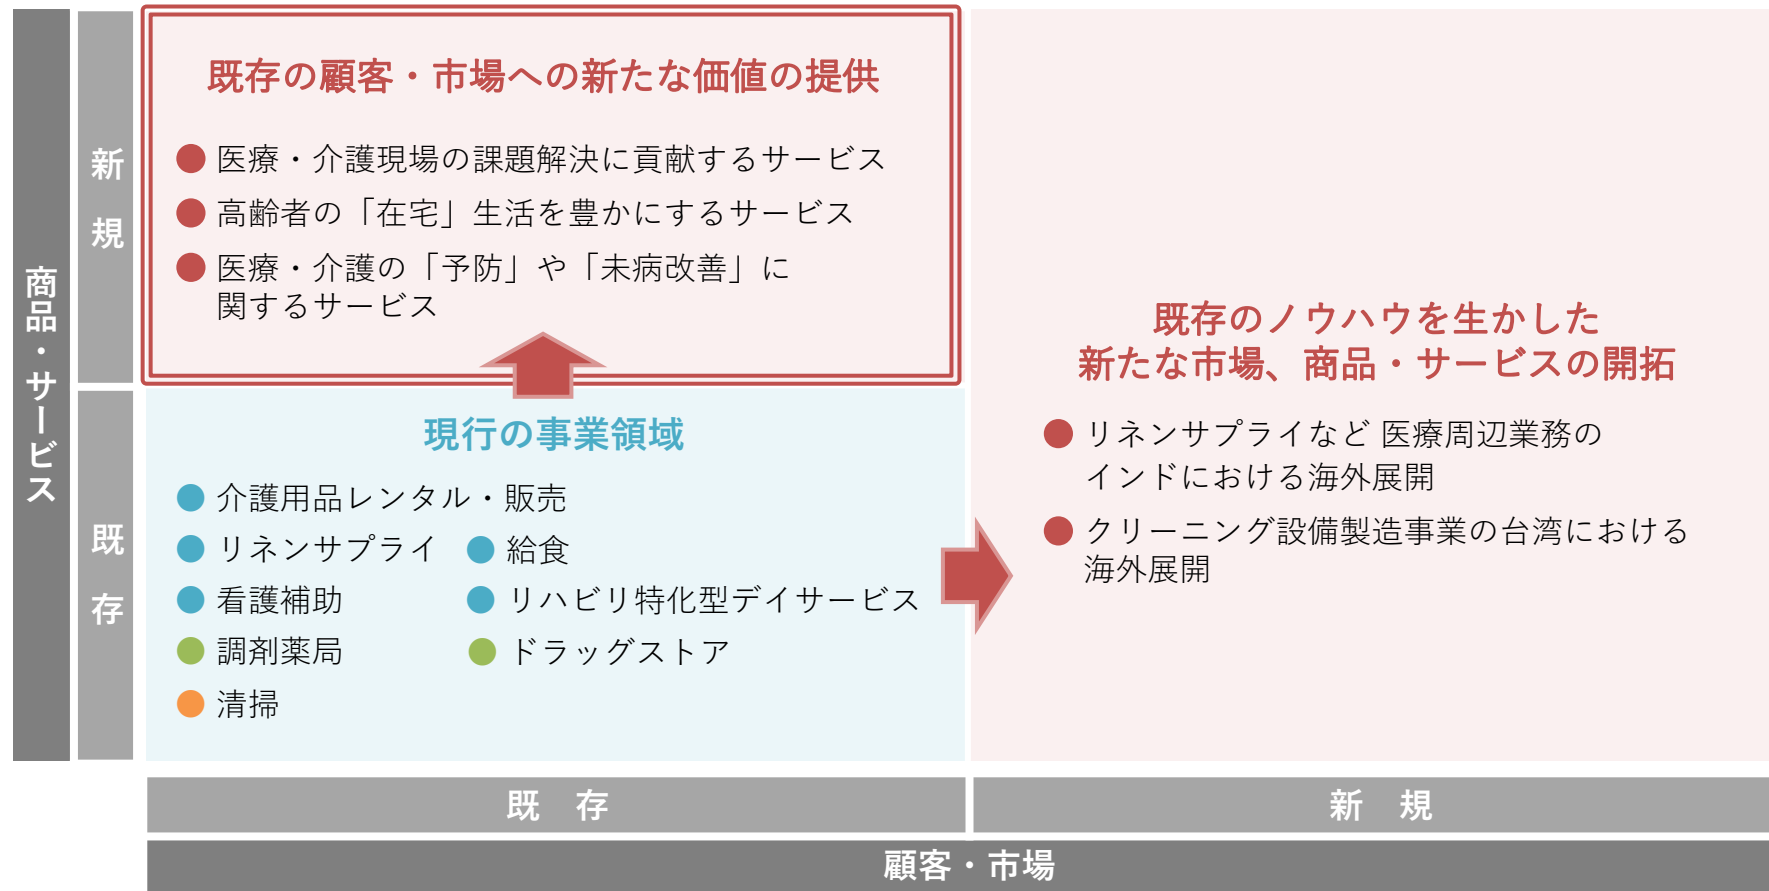 商品・サービス
新規
既存の顧客・市場への新たな価値の提供
医療・介護現場の課題解決に貢献するサービス
高齢者の「在宅」生活を豊かにするサービス
医療・介護の「予防」や「未病改善」に
関するサービス
既存
現行の事業領域
介護用品レンタル・販売
リネンサプライ
給食
看護補助
リハビリ特化型デイサービス
調剤薬局
ドラッグストア
清掃
既存のノウハウを生かした
新たな市場、商品・サービスの開拓
リネンサプライなど 医療周辺業務の
インドにおける海外展開
クリーニング設備製造事業の台湾における
海外展開
既　存
新　規
顧客・市場